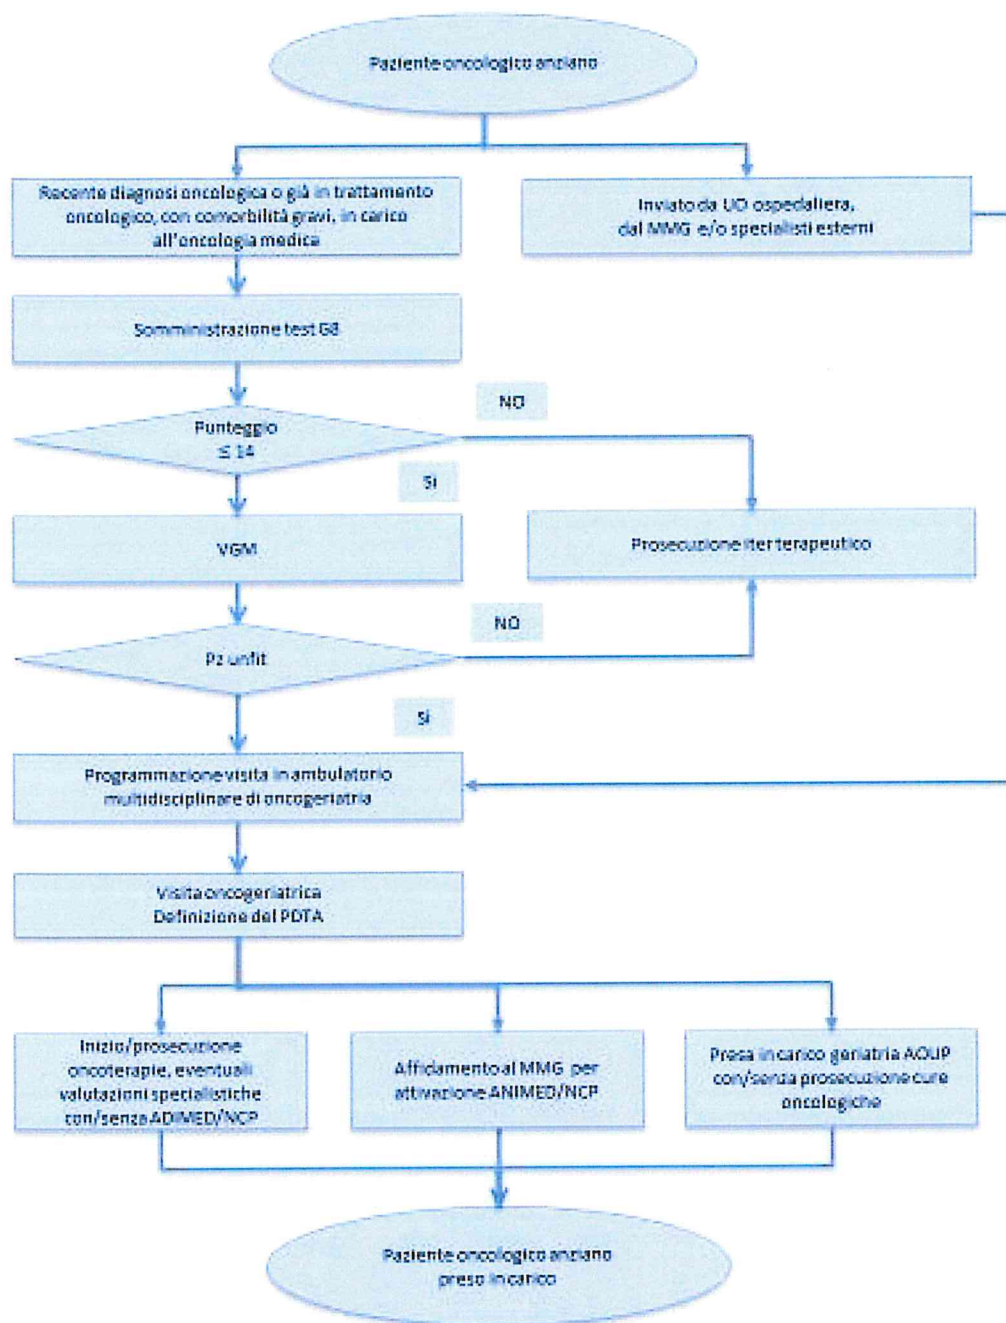 Paziente oncologico anziano
Recente diagnosi oncologica o già in trattamento
oncologico, con comorbilità gravi, in carico
all'oncologia medica
Inviato da UO ospedaliera,
dal MMG e/o specialisti esterni
Somministrazione test G8
NO
Punteggio
≤ 14
Si
VGM
Prosecuzione iter terapeutico
NO
Pz unfit
Si
Programmazione visita in ambulatorio
multidisciplinare di oncogeriatria
Visita oncogeriatrica
Definizione del PDTA
Inizio/prosecuzione
oncoterapie, eventuali
valutazioni specialistiche
con/senza ADIMED/NCP
Affidamento al MMG per
attivazione ANIMED/NCP
Presa in carico geriatria AOUP
con/senza prosecuzione cure
oncologiche
Paziente oncologico anziano
preso in carico